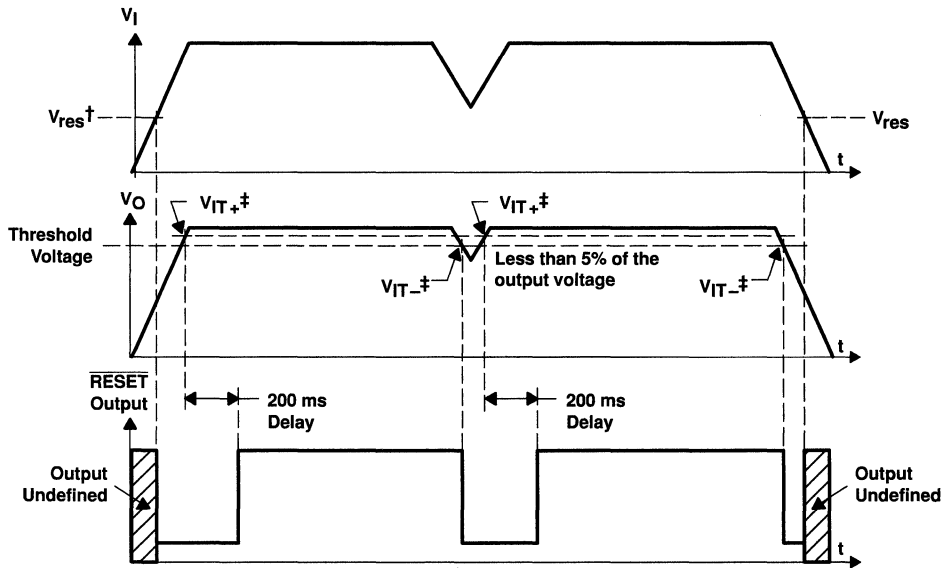 VI
Vres†
Vres
t
VO
VIT+‡
VIT+‡
Threshold
Voltage
Less than 5% of the
output voltage
VIT−‡
VIT−‡
t
RESET
Output
200 ms
Delay
200 ms
Delay
Output
Undefined
Output
Undefined
t